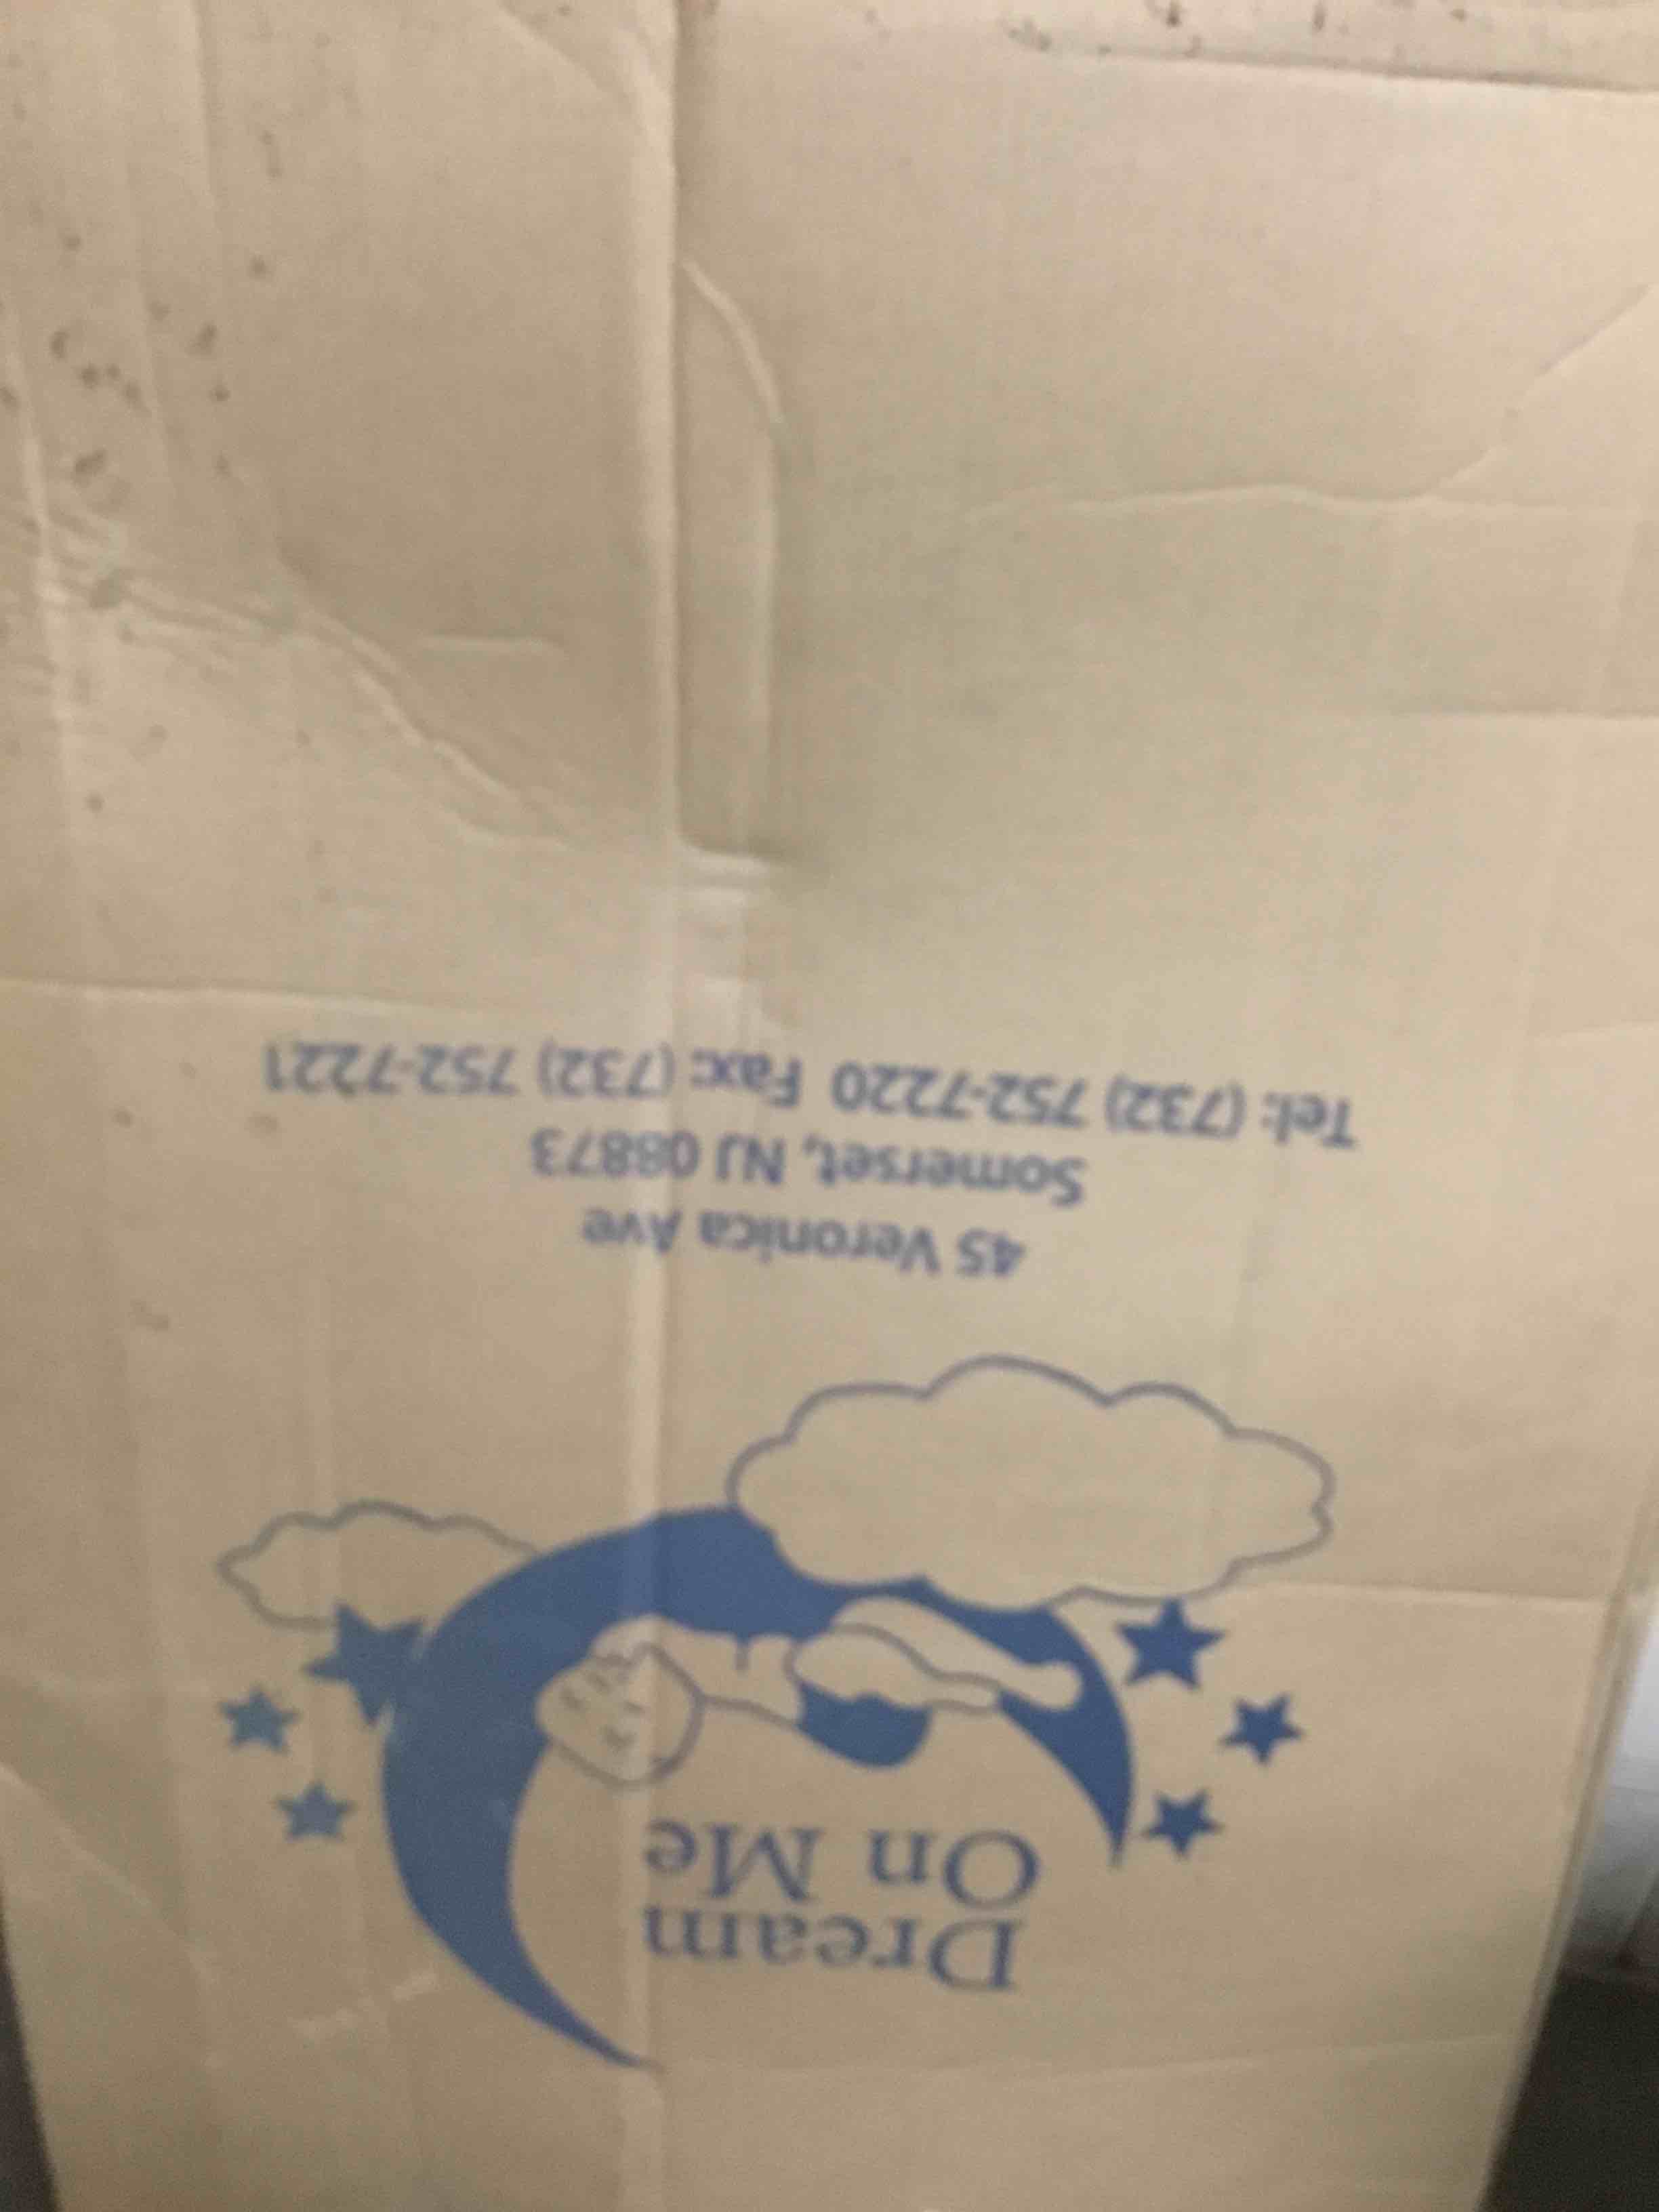 Dream
On Me
45 Veronica Ave
Somerset, NJ 08873
Tel: (732) 752-7220 Fax: (732) 752-7221